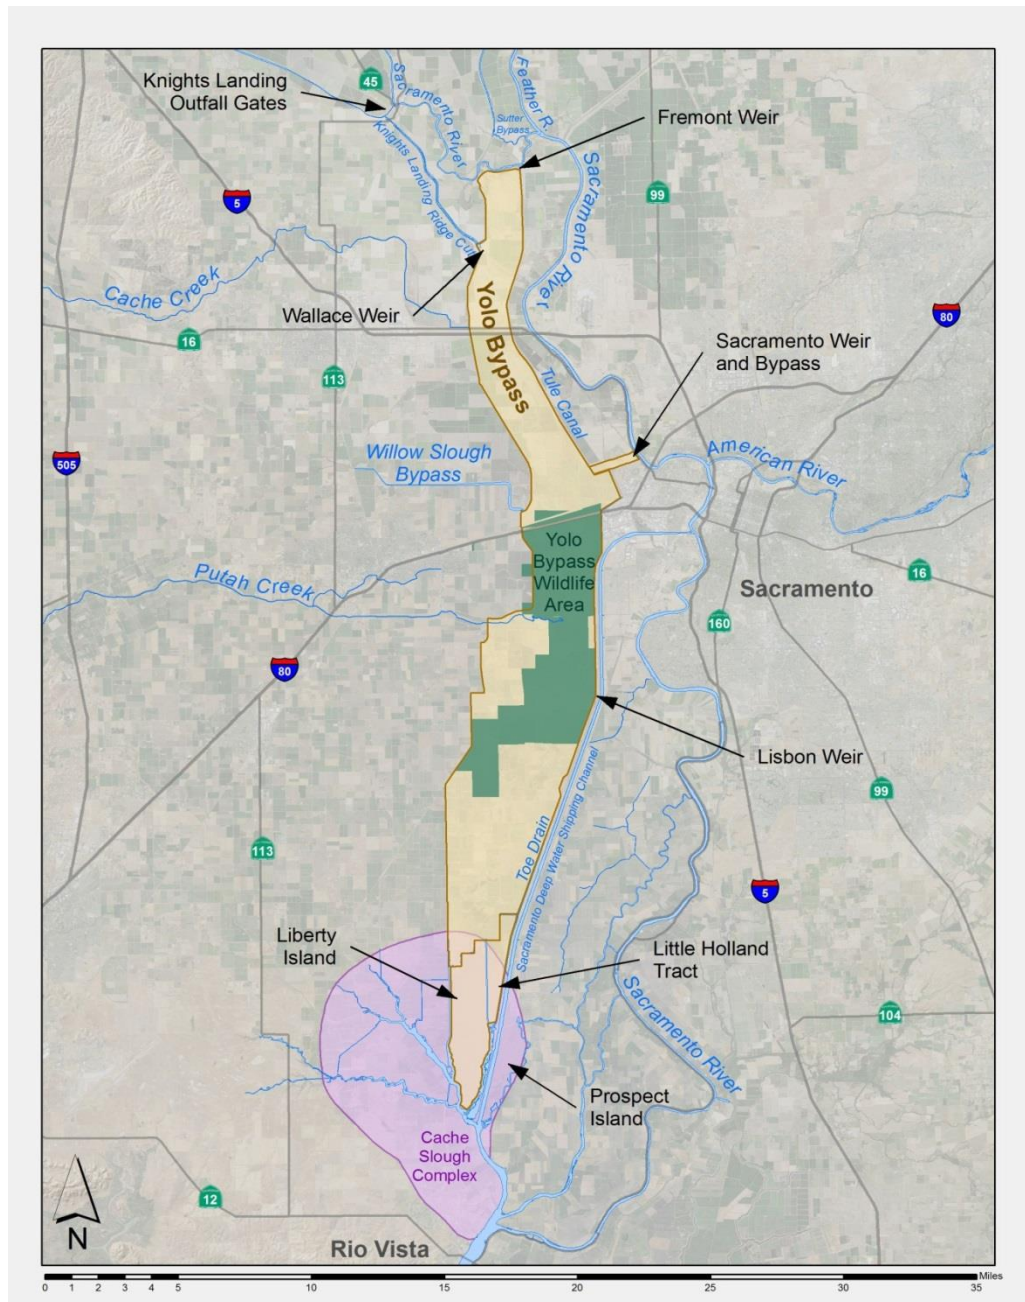 Knights Landing
Outfall Gates
45
Sacramento River
Sutter
Bypass
Feather R.
Fremont Weir
Knights Landing Ridge Cut
Sacramento River
99
5
Cache Creek
Wallace Weir
Yolo Bypass
80
16
Sacramento Weir
and Bypass
113
Tule Canal
505
Willow Slough
Bypass
American River
Yolo
Bypass
Wildlife
Area
Putah Creek
16
Sacramento
160
80
Lisbon Weir
99
Sacramento Deep Water Shipping Channel
Toe Drain
113
5
Liberty
Island
Little Holland
Tract
Sacramento River
104
Prospect
Island
Cache
Slough
Complex
12
N
Rio Vista
0 1 2 3 4 5 10 15 20 25 30 35 Miles